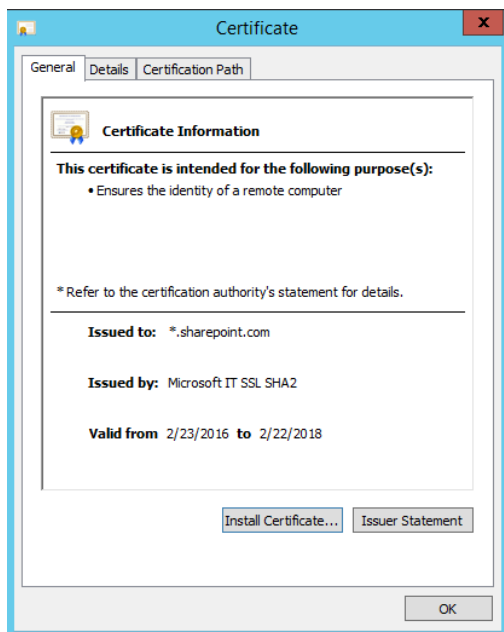 Certificate
x
General Details Certification Path
Certificate Information
This certificate is intended for the following purpose(s):
• Ensures the identity of a remote computer
* Refer to the certification authority's statement for details.
Issued to: *.sharepoint.com
Issued by: Microsoft IT SSL SHA2
Valid from 2/23/2016 to 2/22/2018
Install Certificate... Issuer Statement
OK